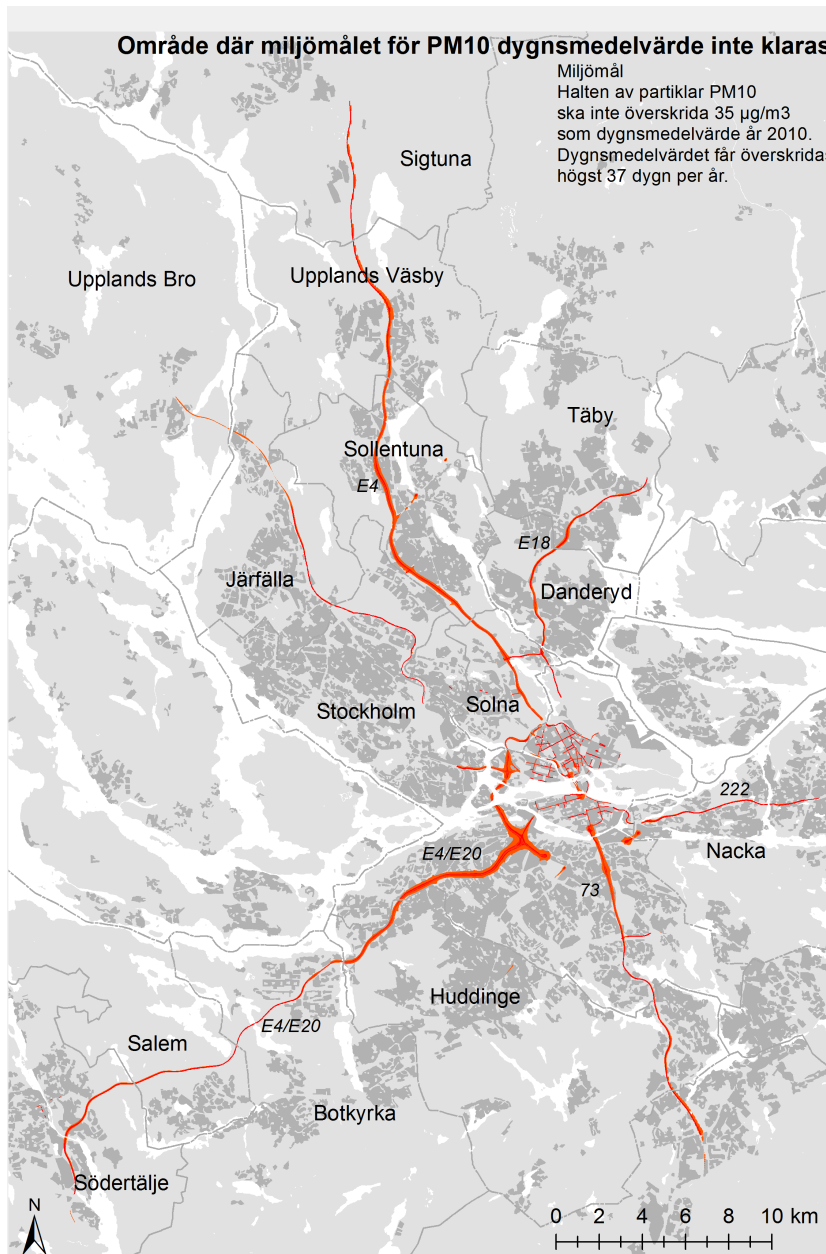 Område där miljömålet för PM10 dygnsmedelvärde inte klaras
Miljömål
Halten av partiklar PM10
ska inte överskrida 35 µg/m3
som dygnsmedelvärde år 2010.
Dygnsmedelvärdet får överskridas
högst 37 dygn per år.
Sigtuna
Upplands Bro
Upplands Väsby
Täby
Sollentuna
E4
E18
Järfälla
Danderyd
Stockholm
Solna
222
E4/E20
Nacka
73
Huddinge
E4/E20
Salem
Botkyrka
Södertälje
N
0 2 4 6 8 10 km